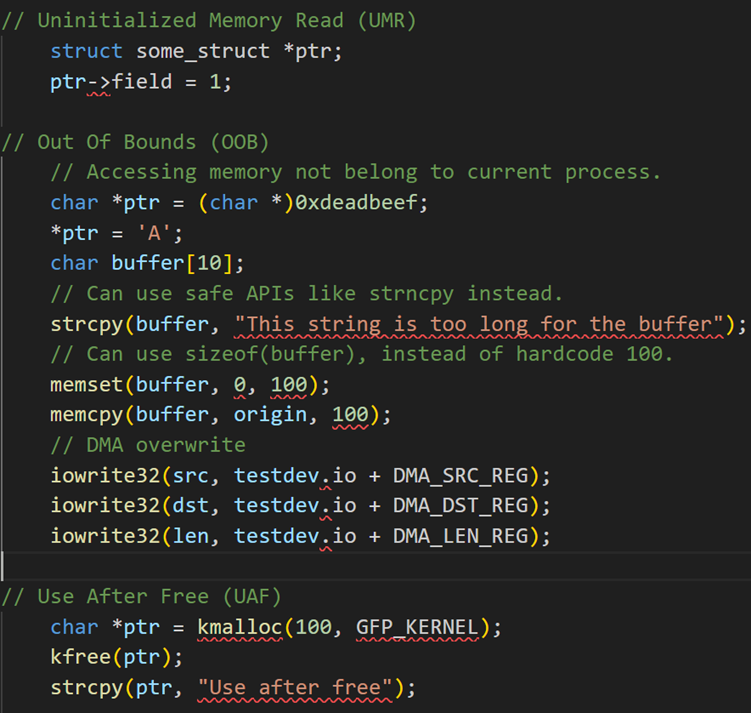 // Uninitialized Memory Read (UMR)
struct some_struct *ptr;
ptr->field = 1;
// Out Of Bounds (OOB)
// Accessing memory not belong to current process.
char *ptr = (char *)0xdeadbeef;
*ptr = 'A';
char buffer[10];
// Can use safe APIs like strncpy instead.
strcpy(buffer, "This string is too long for the buffer");
// Can use sizeof(buffer), instead of hardcode 100.
memset(buffer, 0, 100);
memcpy(buffer, origin, 100);
// DMA overwrite
iowrite32(src, testdev.io + DMA_SRC_REG);
iowrite32(dst, testdev.io + DMA_DST_REG);
iowrite32(len, testdev.io + DMA_LEN_REG);
// Use After Free (UAF)
char *ptr = kmalloc(100, GFP_KERNEL);
kfree(ptr);
strcpy(ptr, "Use after free");